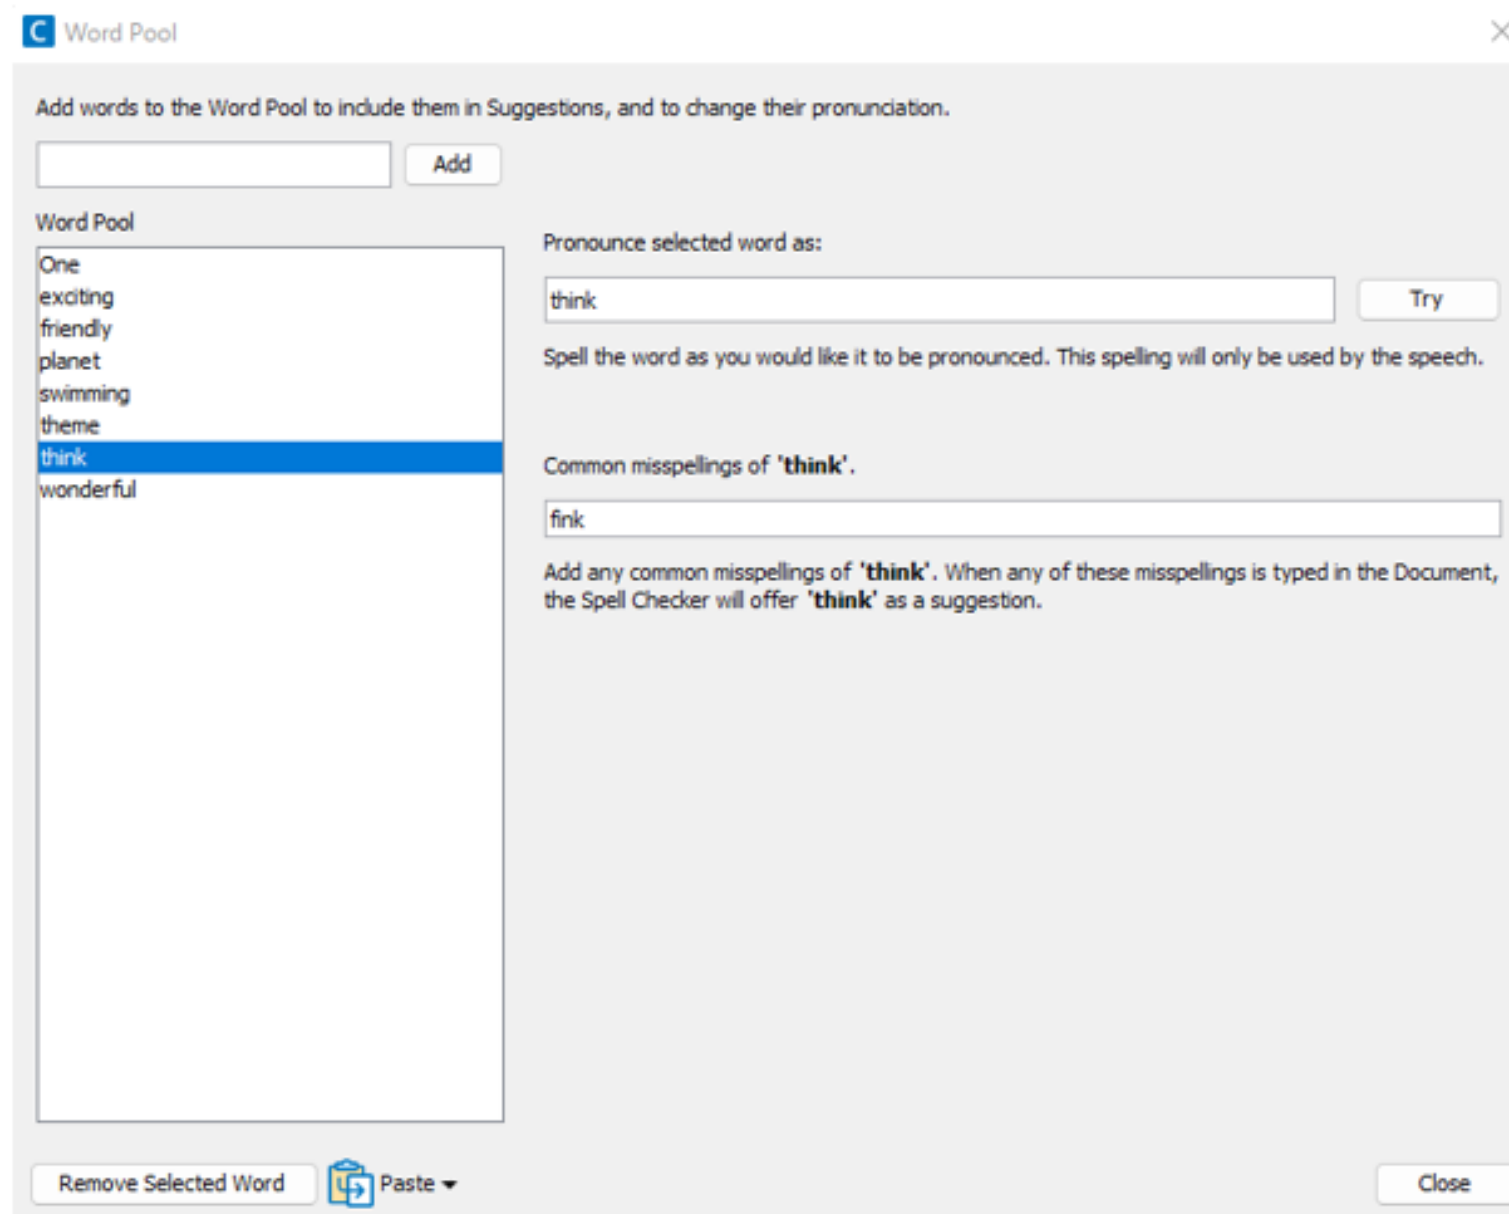 C Word Pool
Add words to the Word Pool to include them in Suggestions, and to change their pronunciation.
Add
Word Pool
One
exciting
friendly
planet
swimming
theme
think
wonderful
Pronounce selected word as:
think
Try
Spell the word as you would like it to be pronounced. This spelling will only be used by the speech.
Common misspellings of 'think'.
fink
Add any common misspellings of 'think'. When any of these misspellings is typed in the Document,
the Spell Checker will offer 'think' as a suggestion.
Remove Selected Word
Paste
Close